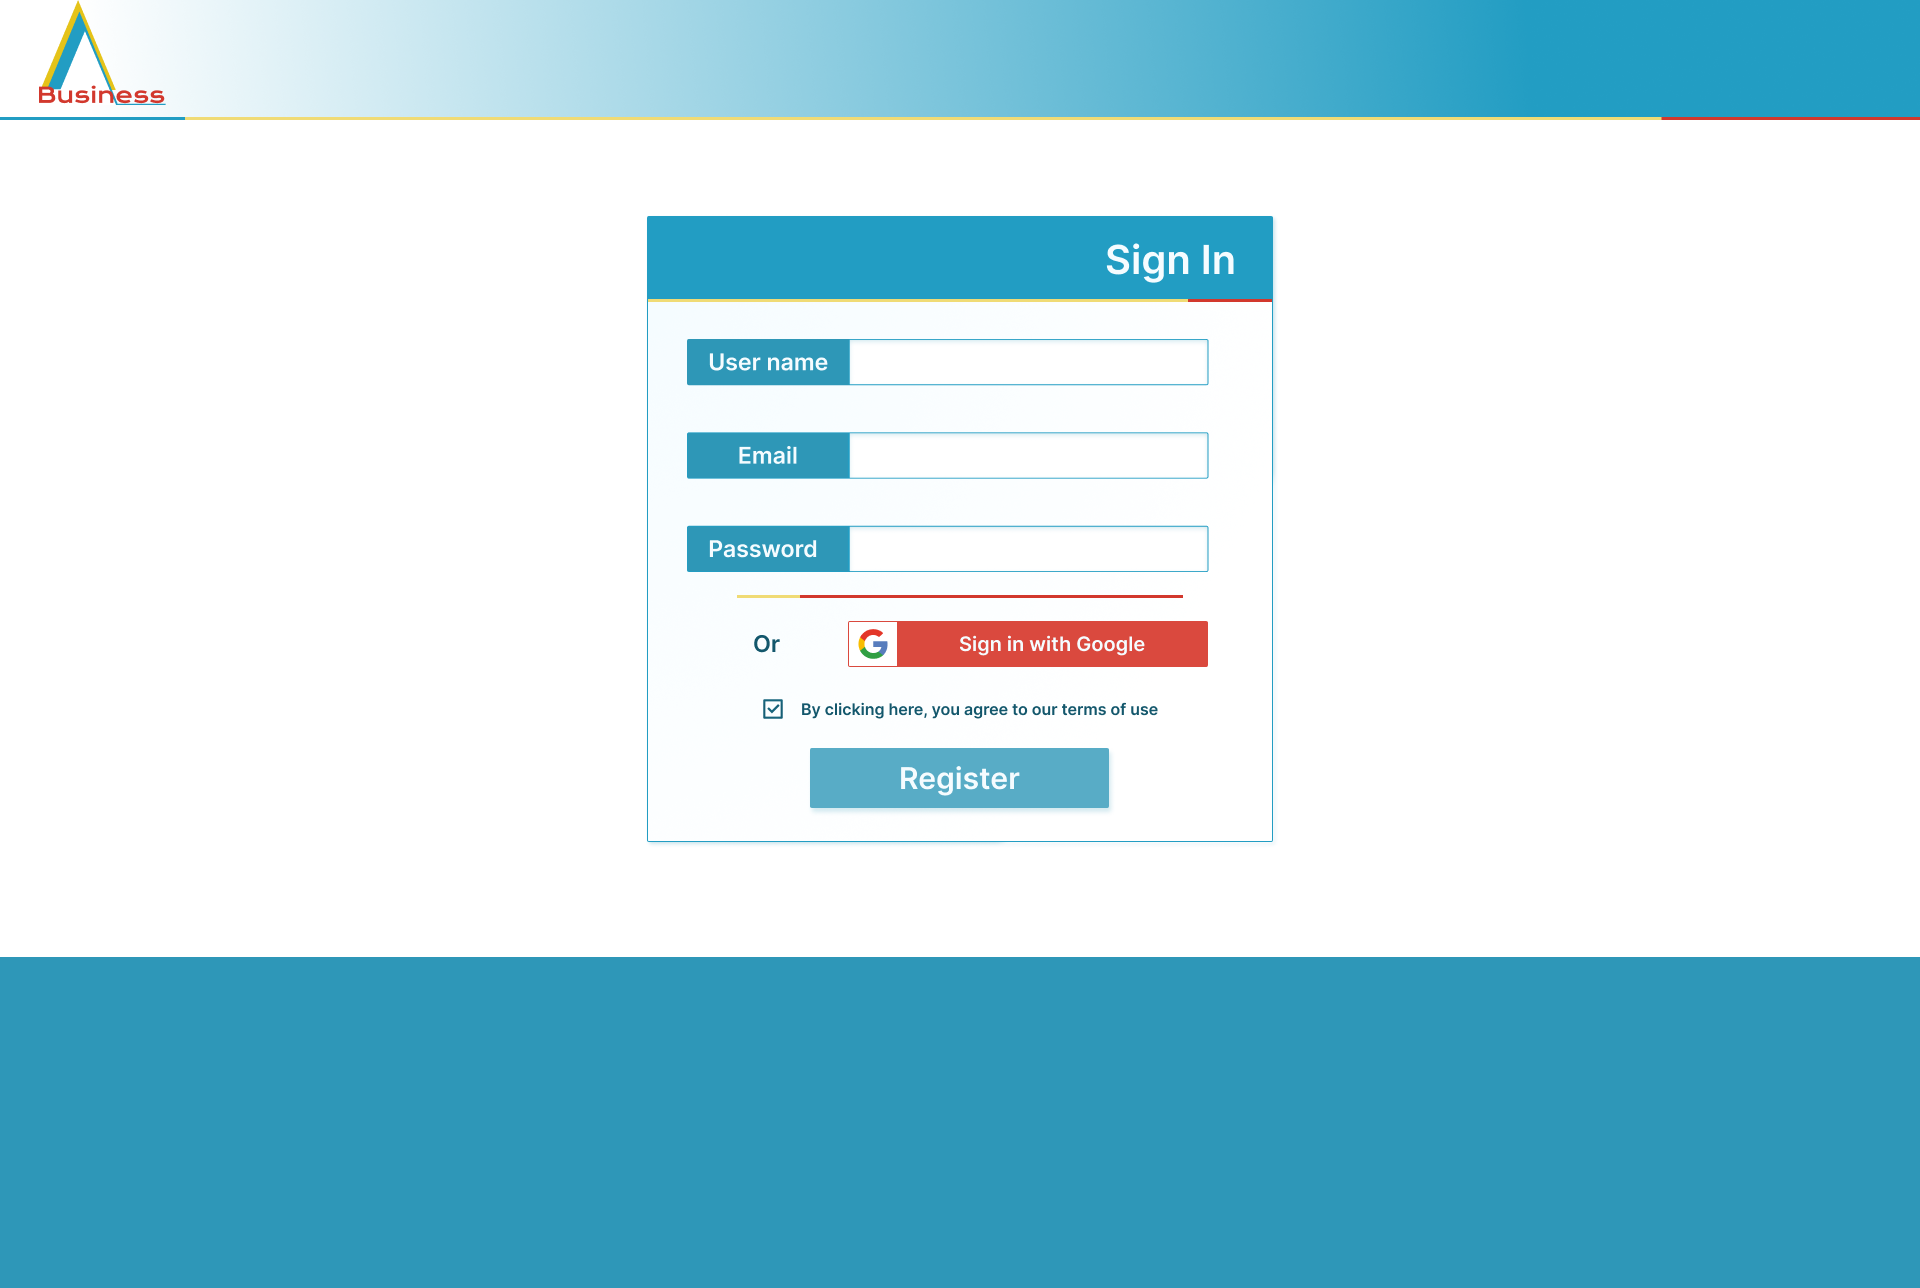 Business
Sign In
User name
Email
Password
Or
Sign in with Google
By clicking here, you agree to our terms of use
Register